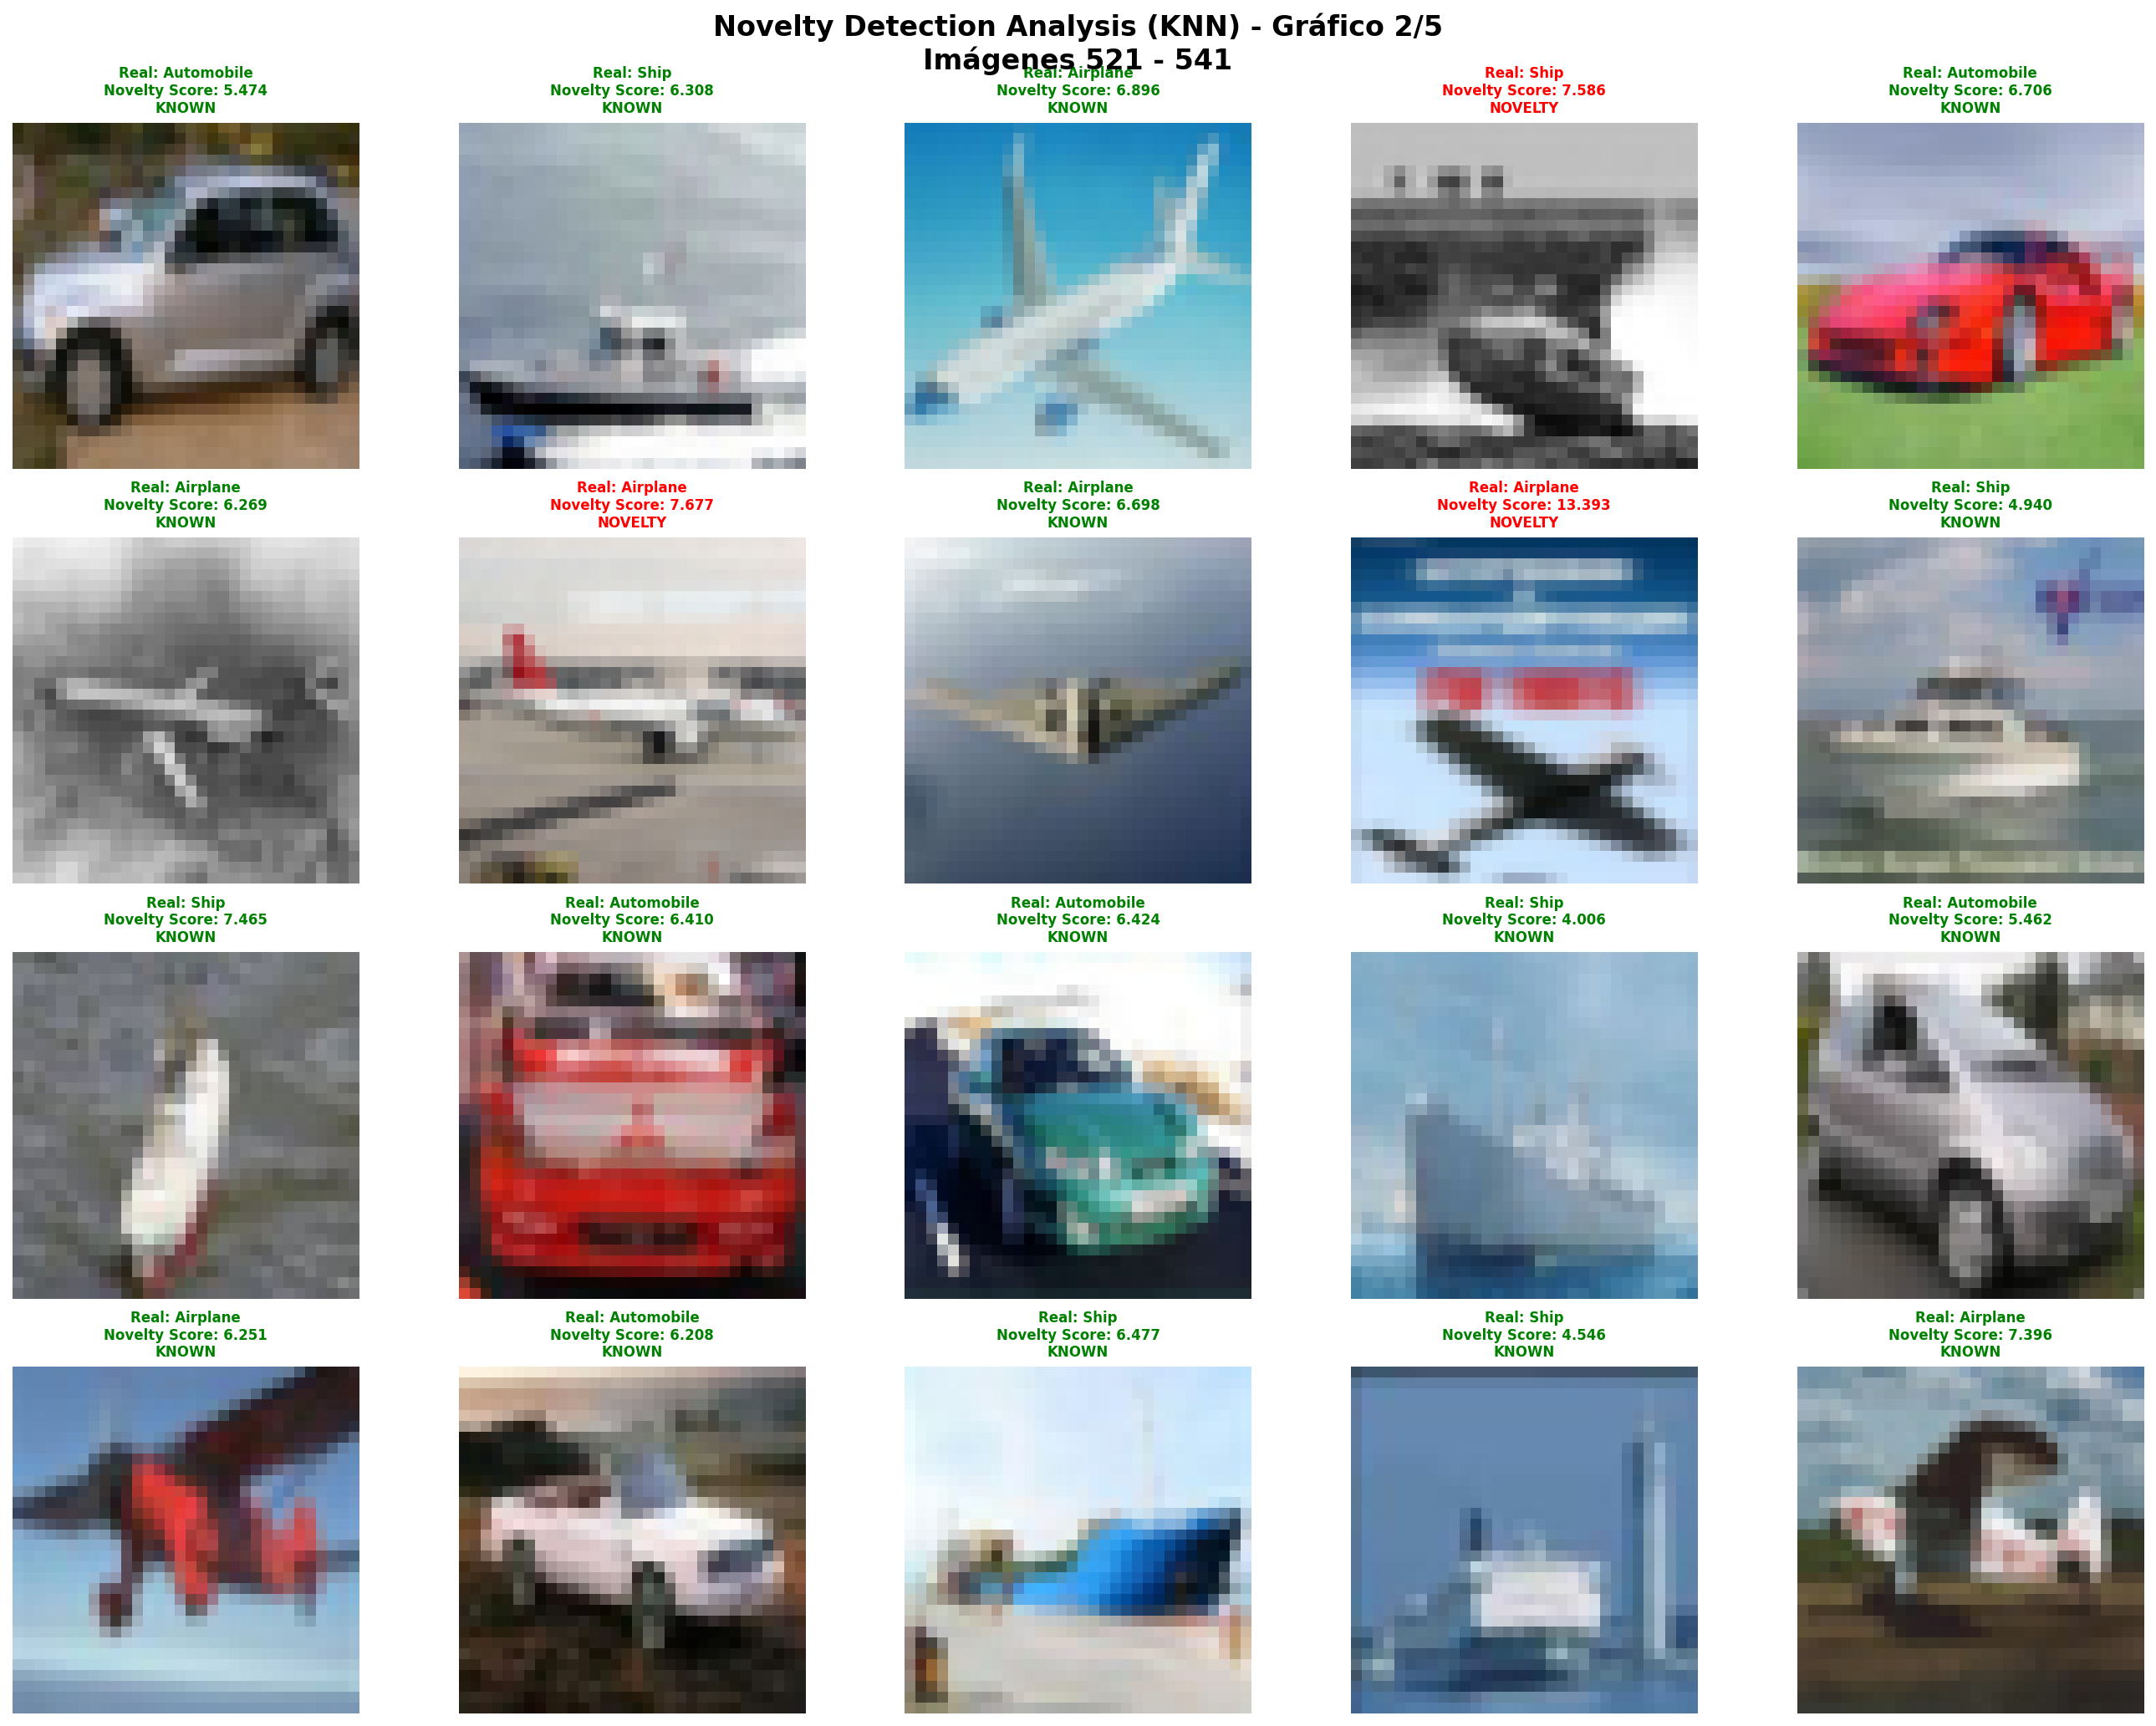 Novelty Detection Analysis (KNN) - Gráfico 2/5
Imágenes 521 - 541
Real: Automobile
Novelty Score: 5.474
KNOWN
Real: Ship
Novelty Score: 6.308
KNOWN
Real: Airplane
Novelty Score: 6.896
KNOWN
Real: Ship
Novelty Score: 7.586
NOVELTY
Real: Automobile
Novelty Score: 6.706
KNOWN
Real: Airplane
Novelty Score: 6.269
KNOWN
Real: Airplane
Novelty Score: 7.677
NOVELTY
Real: Airplane
Novelty Score: 6.698
KNOWN
Real: Airplane
Novelty Score: 13.393
NOVELTY
Real: Ship
Novelty Score: 4.940
KNOWN
Real: Ship
Novelty Score: 7.465
KNOWN
Real: Automobile
Novelty Score: 6.410
KNOWN
Real: Automobile
Novelty Score: 6.424
KNOWN
Real: Ship
Novelty Score: 4.006
KNOWN
Real: Automobile
Novelty Score: 5.462
KNOWN
Real: Airplane
Novelty Score: 6.251
KNOWN
Real: Automobile
Novelty Score: 6.208
KNOWN
Real: Ship
Novelty Score: 6.477
KNOWN
Real: Ship
Novelty Score: 4.546
KNOWN
Real: Airplane
Novelty Score: 7.396
KNOWN